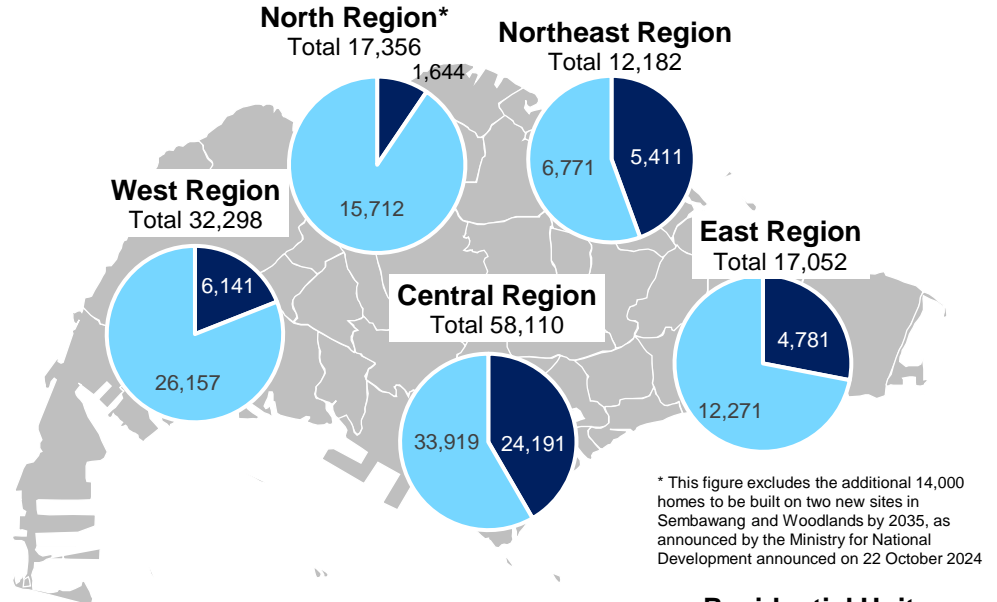 North Region*
Total 17,356
1,644
15,712
Northeast Region
Total 12,182
6,771
5,411
West Region
Total 32,298
6,141
26,157
East Region
Total 17,052
4,781
12,271
Central Region
Total 58,110
33,919
24,191
* This figure excludes the additional 14,000
homes to be built on two new sites in
Sembawang and Woodlands by 2035, as
announced by the Ministry for National
Development announced on 22 October 2024